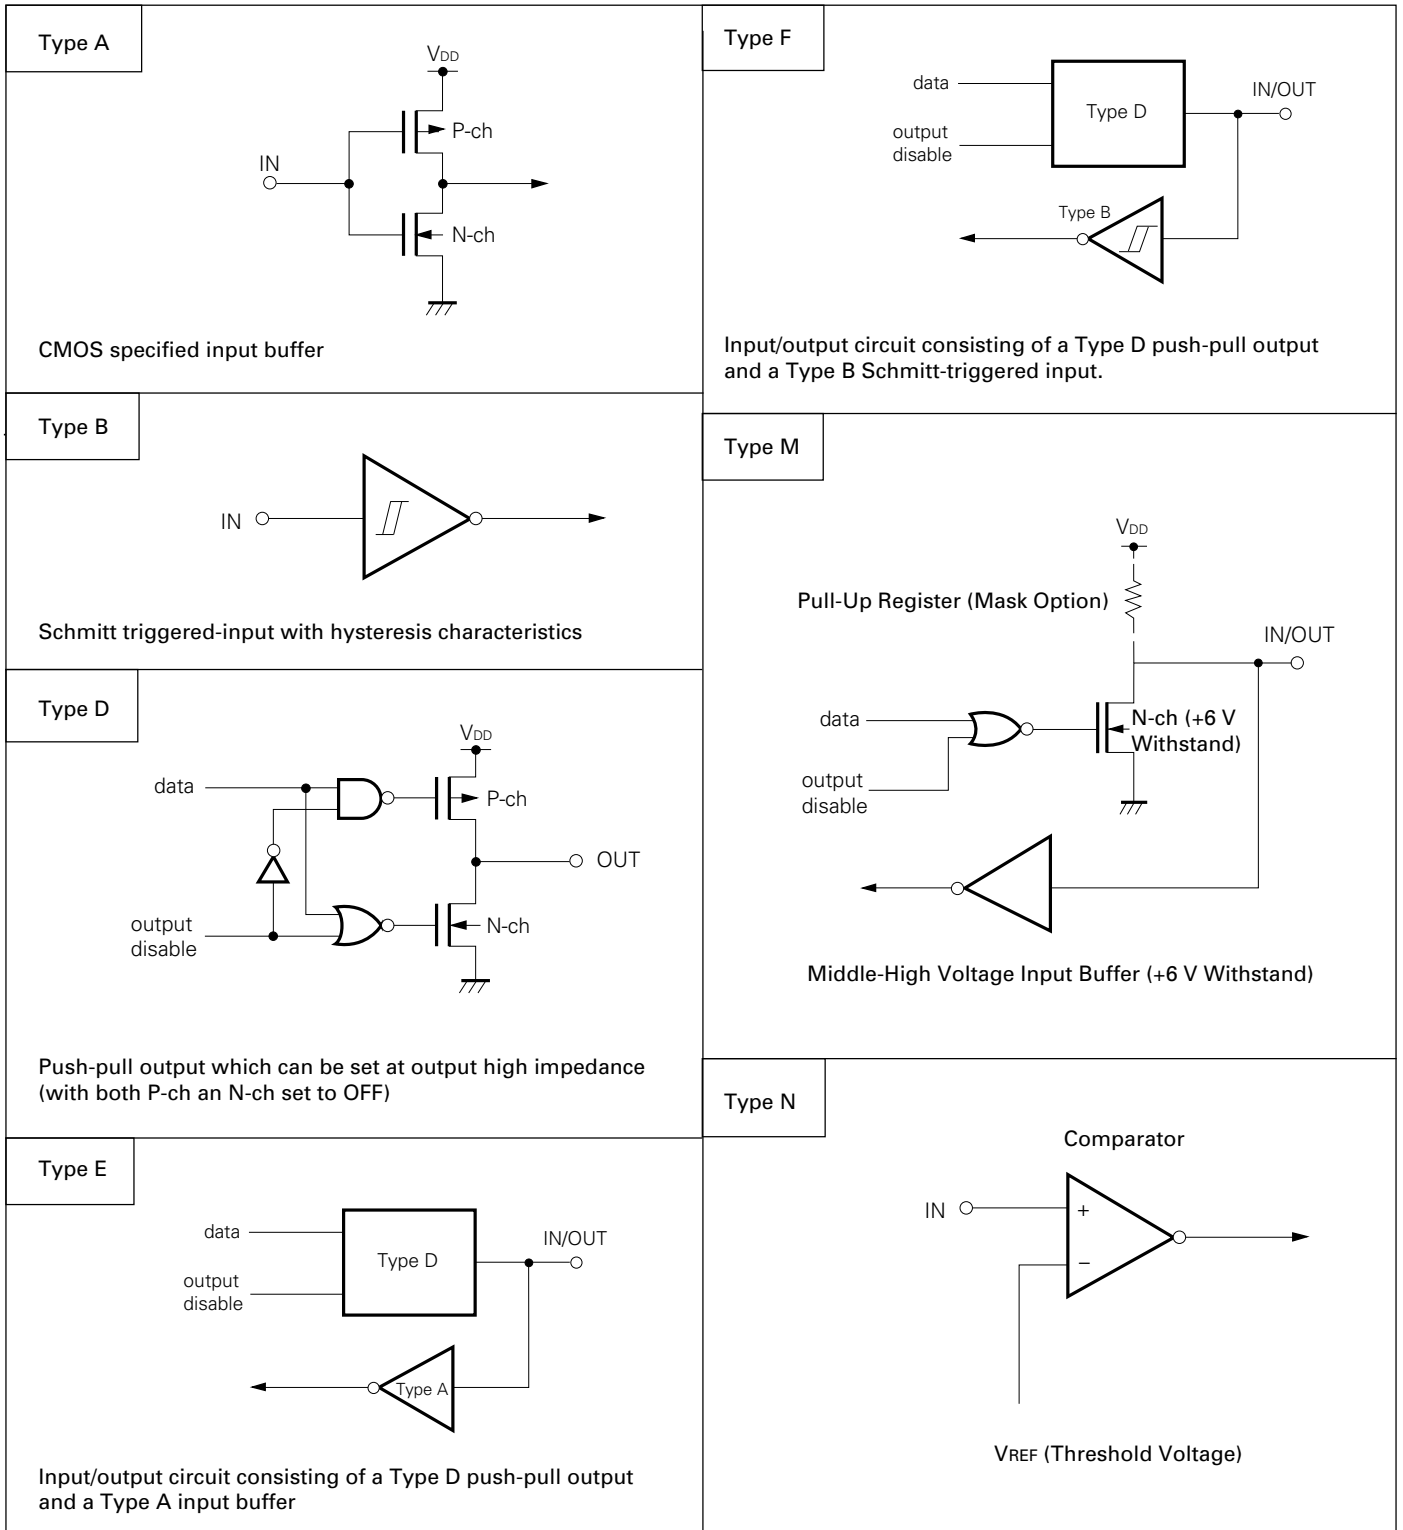 Type A
VDD
P-ch
IN
N-ch
CMOS specified input buffer
Type B
IN
Schmitt triggered-input with hysteresis characteristics
Type D
VDD
data
P-ch
OUT
output
disable
N-ch
Push-pull output which can be set at output high impedance
(with both P-ch an N-ch set to OFF)
Type E
data
Type D
IN/OUT
output
disable
Type A
Input/output circuit consisting of a Type D push-pull output
and a Type A input buffer
Type F
data
Type D
IN/OUT
output
disable
Type B
Input/output circuit consisting of a Type D push-pull output
and a Type B Schmitt-triggered input.
Type M
VDD
Pull-Up Register (Mask Option)
IN/OUT
data
N-ch (+6 V
Withstand)
output
disable
Middle-High Voltage Input Buffer (+6 V Withstand)
Type N
Comparator
IN
+
−
VREF (Threshold Voltage)